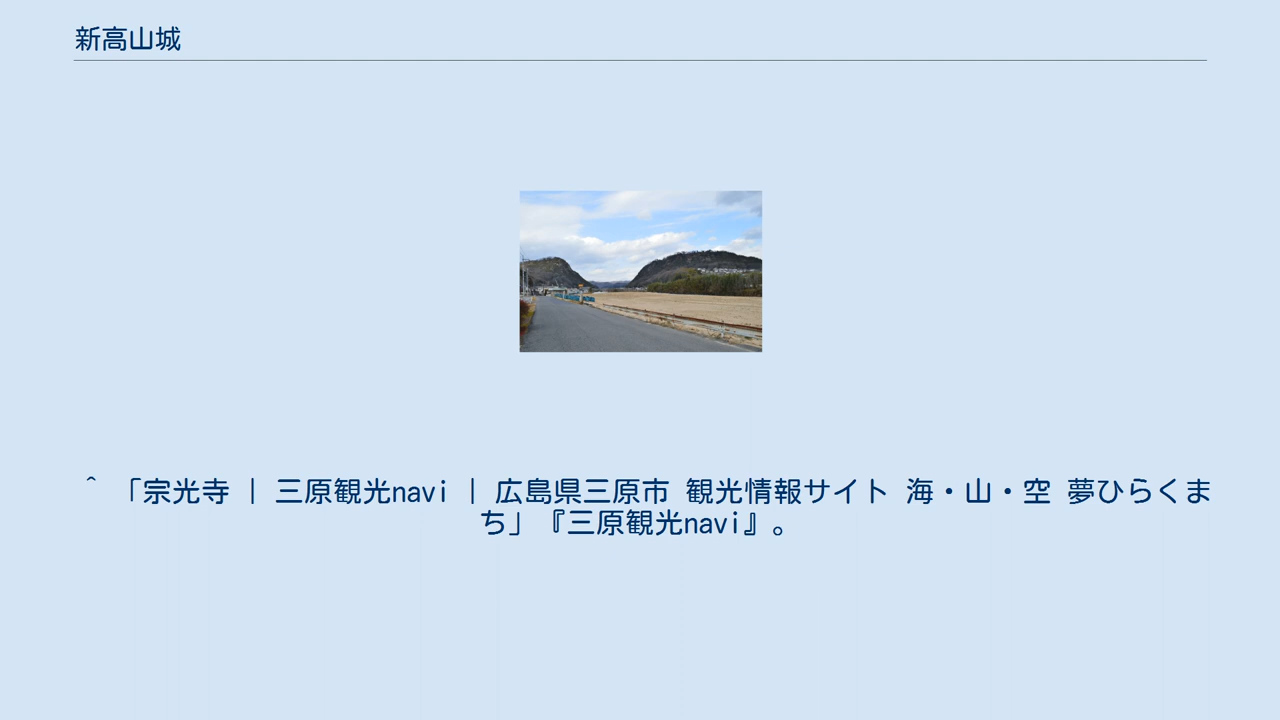 新高山城
^ 「宗光寺 | 三原観光navi | 広島県三原市 観光情報サイト 海・山・空 夢ひらくま
ち」『三原観光navi』。